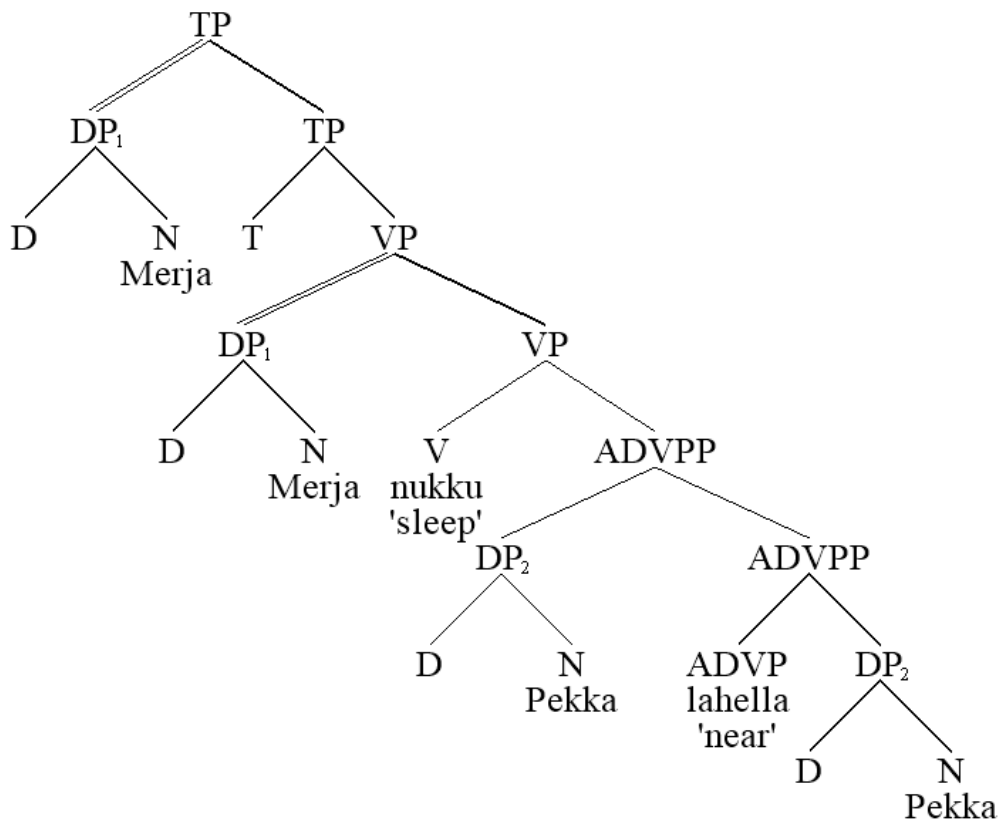 TP
DP₁ TP
D N T VP
Merja
DP₁ VP
D N V ADVPP
Merja nukku
'sleep'
DP₂ ADVPP
D N ADVP DP₂
Pekka lahella
'near'
D N
Pekka